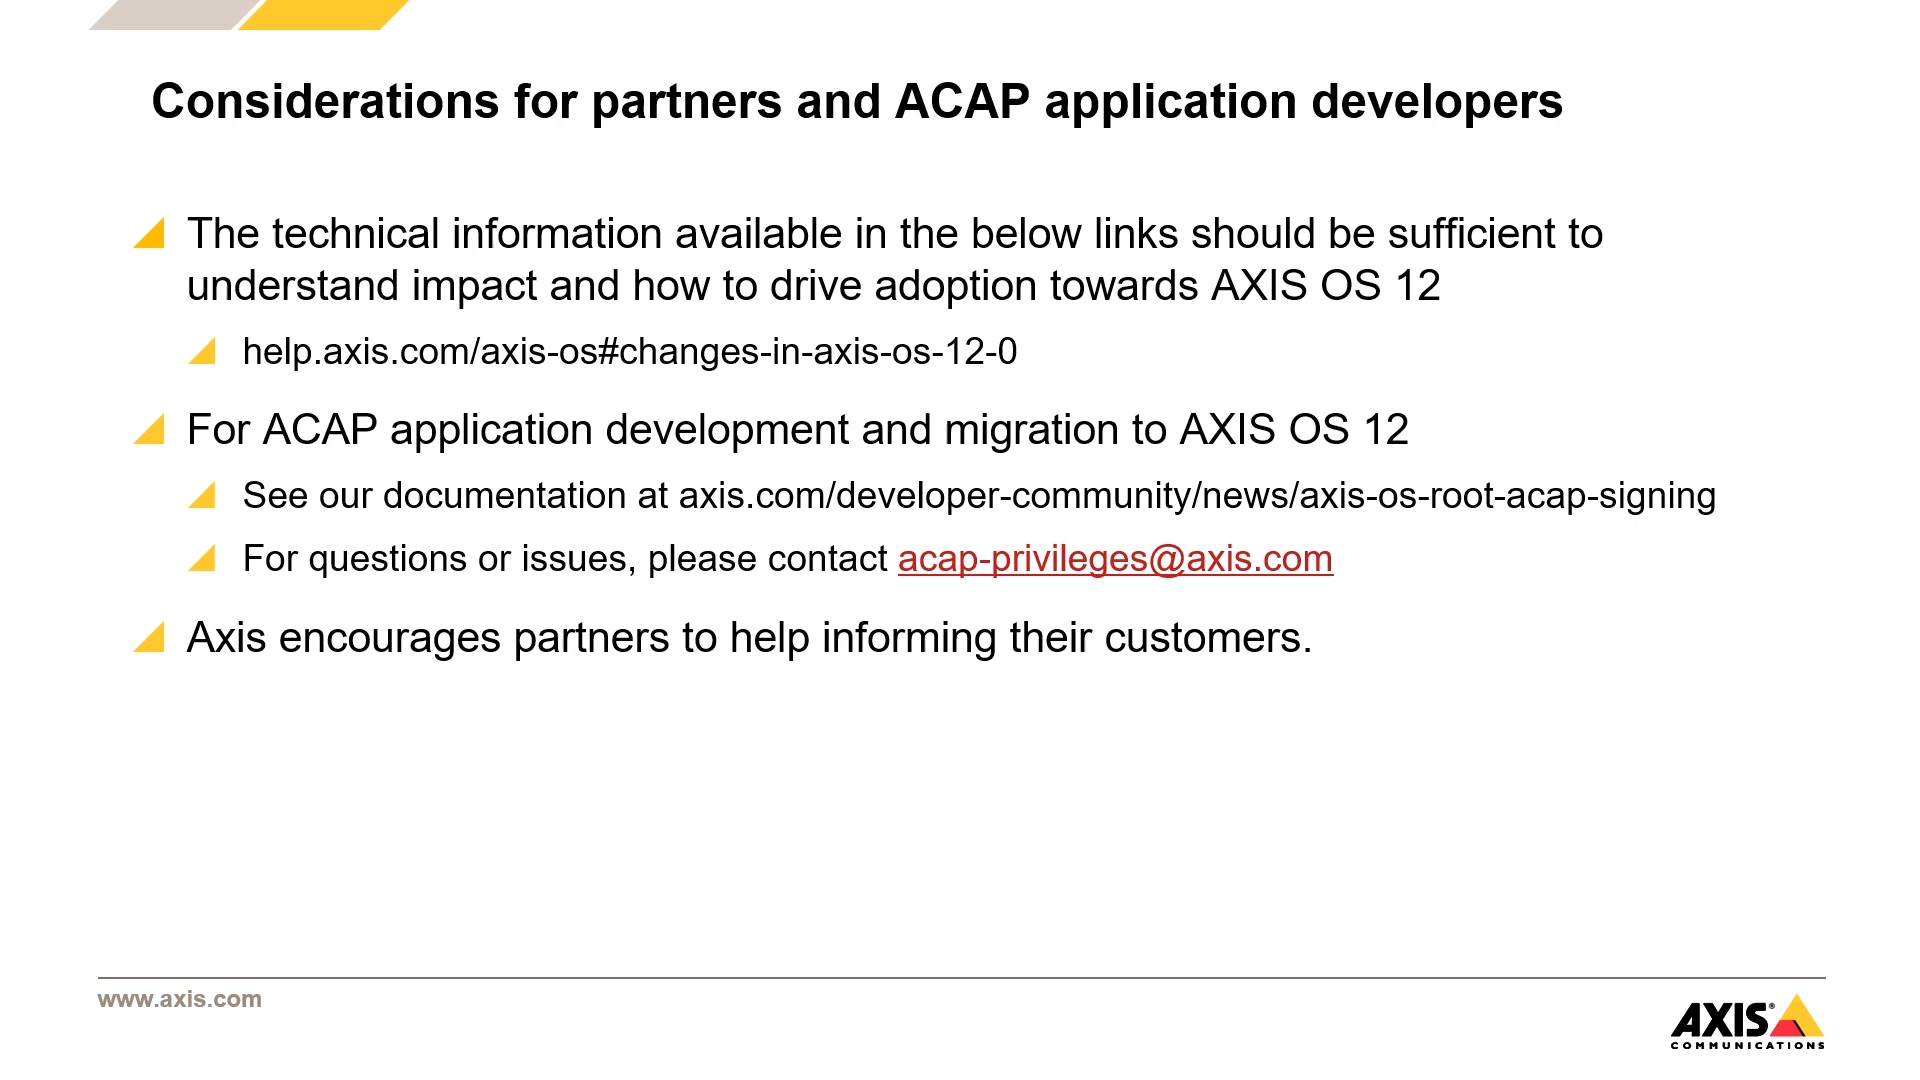 Considerations for partners and ACAP application developers
The technical information available in the below links should be sufficient to
understand impact and how to drive adoption towards AXIS OS 12
help.axis.com/axis-os#changes-in-axis-os-12-0
For ACAP application development and migration to AXIS OS 12
See our documentation at axis.com/developer-community/news/axis-os-root-acap-signing
For questions or issues, please contact acap-privileges@axis.com
Axis encourages partners to help informing their customers.
www.axis.com
AXIS®
COMMUNICATIONS